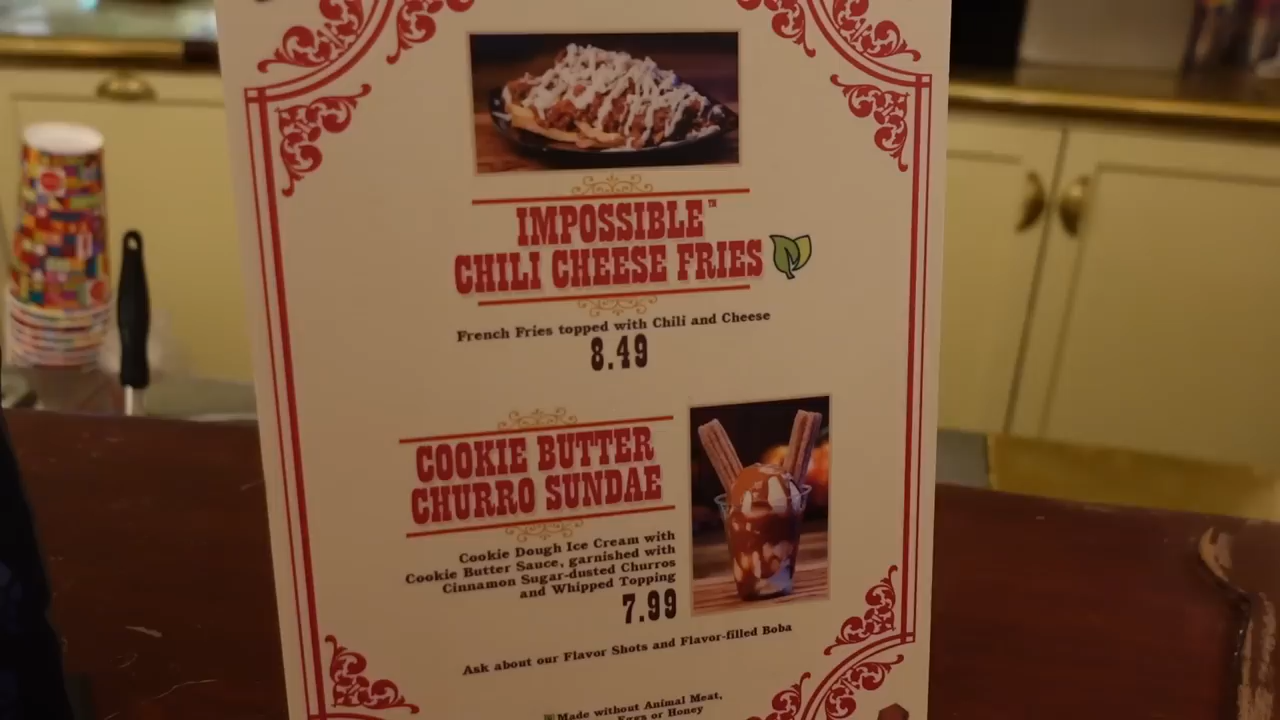 IMPOSSIBLE™
CHILI CHEESE FRIES
French Fries topped with Chili and Cheese
8.49
COOKIE BUTTER
CHURRO SUNDAE
Cookie Dough Ice Cream with
Cookie Butter Sauce, garnished with
Cinnamon Sugar-dusted Churros
and Whipped Topping
7.99
Ask about our Flavor Shots and Flavor-filled Boba
Made without Animal Meat,
Eggs or Honey